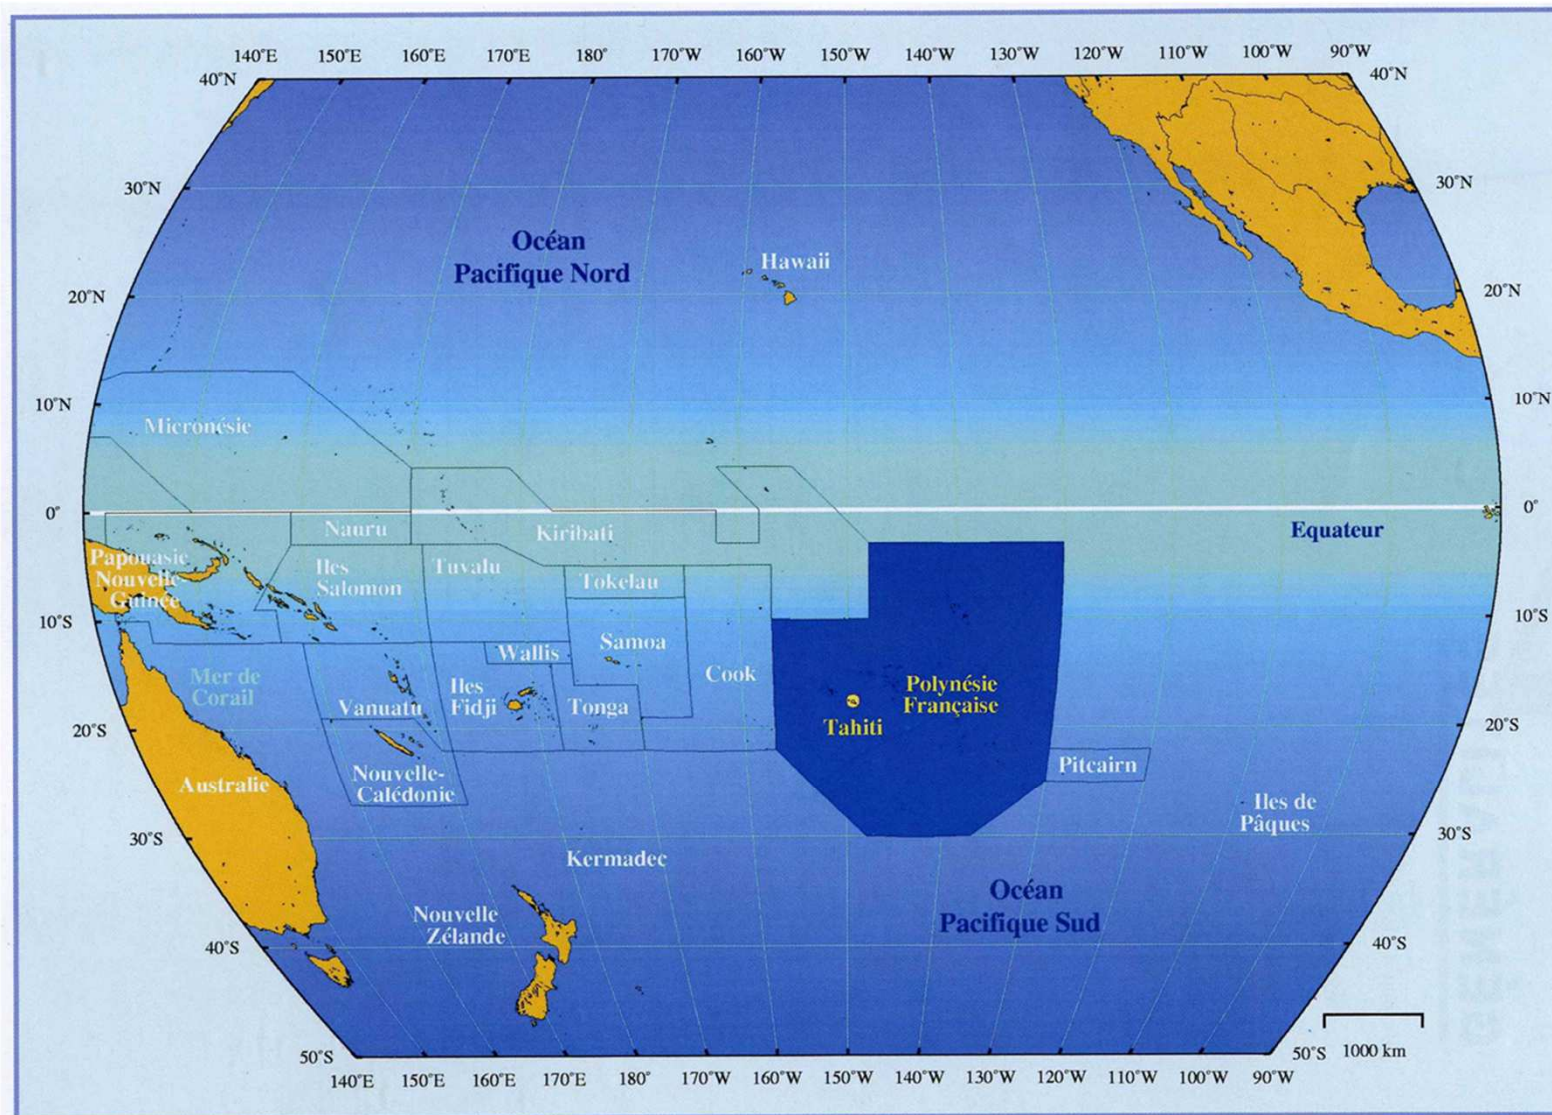 140°E 150°E 160°E 170°E 180° 170°W 160°W 150°W 140°W 130°W 120°W 110°W 100°W 90°W
40°N 40°N
30°N 30°N
Océan
Pacifique Nord
Hawaii
20°N 20°N
10°N 10°N
Micronésie
0° 0°
Nauru
Kiribati
Equateur
Papouasie
Nouvelle
Guinée
Iles
Salomon
Tuvalu
Tokelau
10°S 10°S
Samoa
Wallis
Mer de
Corail
Cook
Iles
Fidji
Vanuatu
Tonga
Polynésie
Française
Tahiti
20°S 20°S
Pitcairn
Nouvelle-
Calédonie
Australie
Iles de
Pâques
30°S 30°S
Kermadec
Océan
Pacifique Sud
Nouvelle
Zélande
40°S 40°S
50°S 50°S
1000 km
140°E 150°E 160°E 170°E 180° 170°W 160°W 150°W 140°W 130°W 120°W 110°W 100°W 90°W